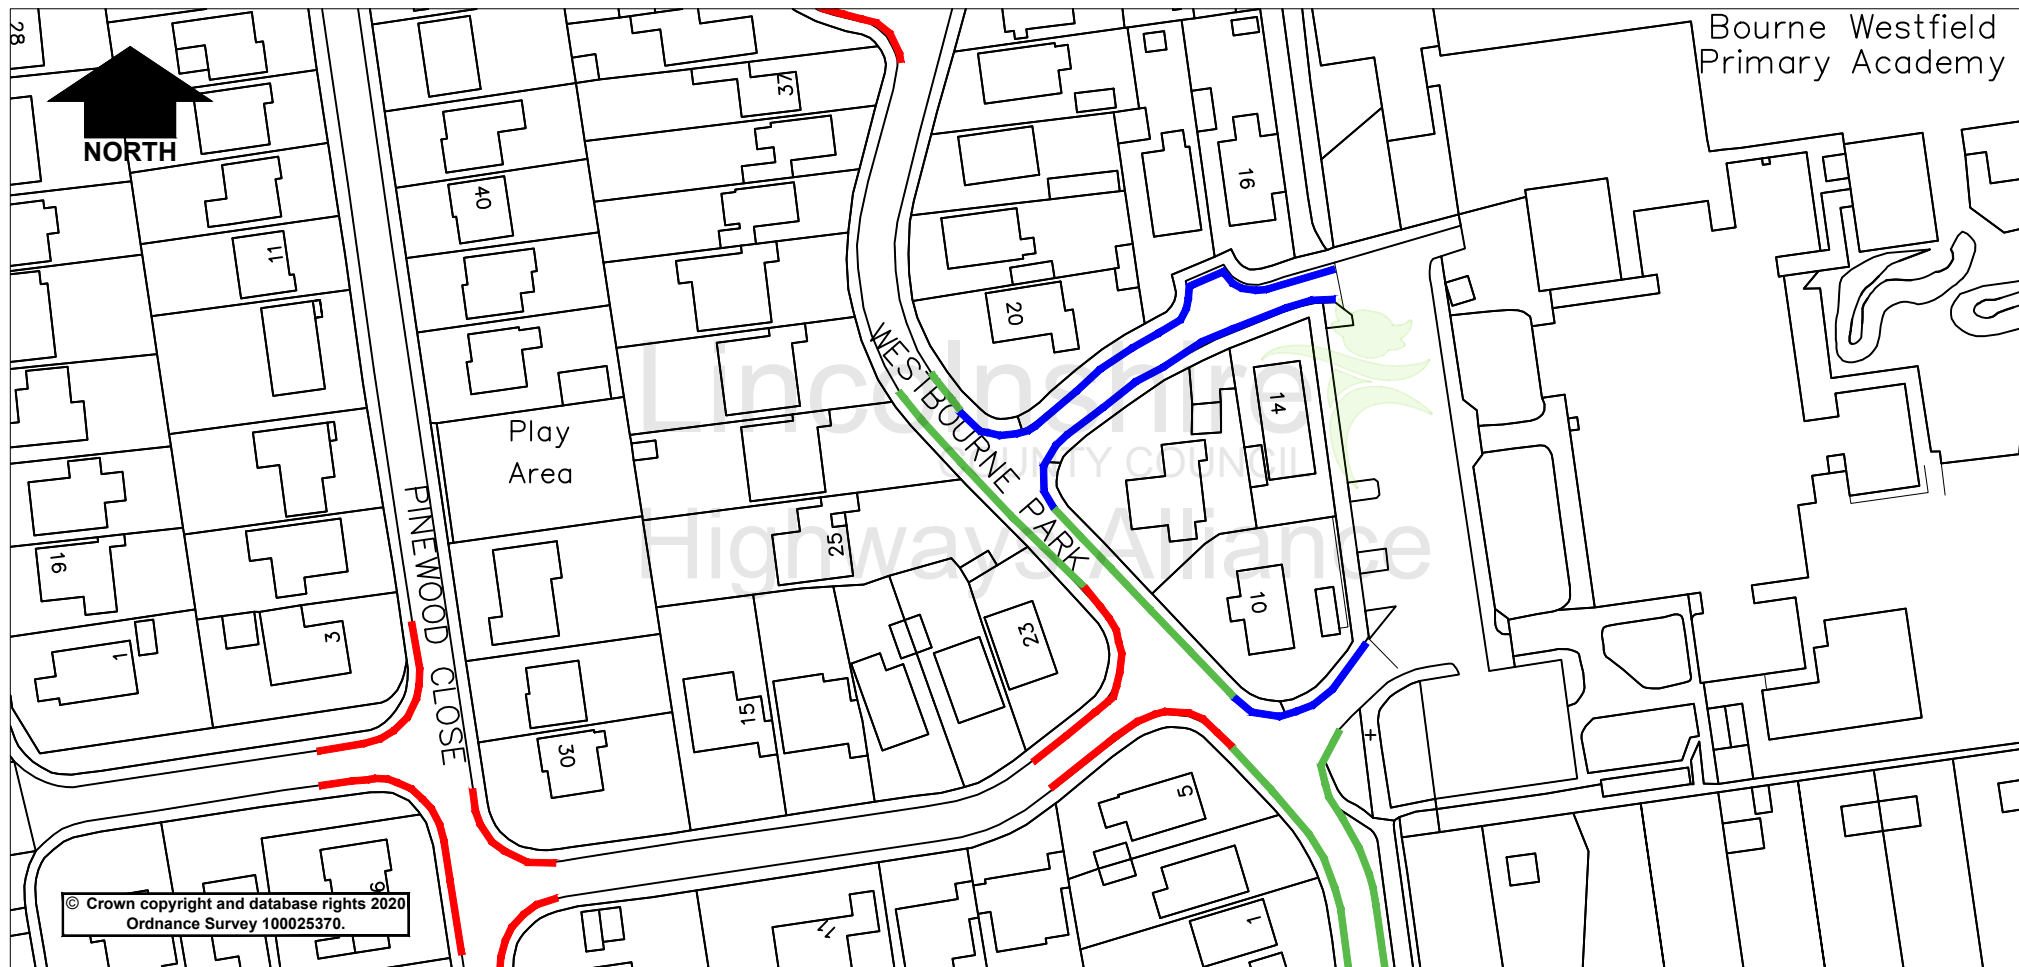 Bourne Westfield
Primary Academy
28
NORTH
37
40
16
11
20
WESTBOURNE PARK
Lincolnshire
COUNTY COUNCIL
Highways Alliance
14
Play
Area
PINEWOOD CLOSE
25
16
10
23
3
1
15
30
5
9
11
1
© Crown copyright and database rights 2020
Ordnance Survey 100025370.